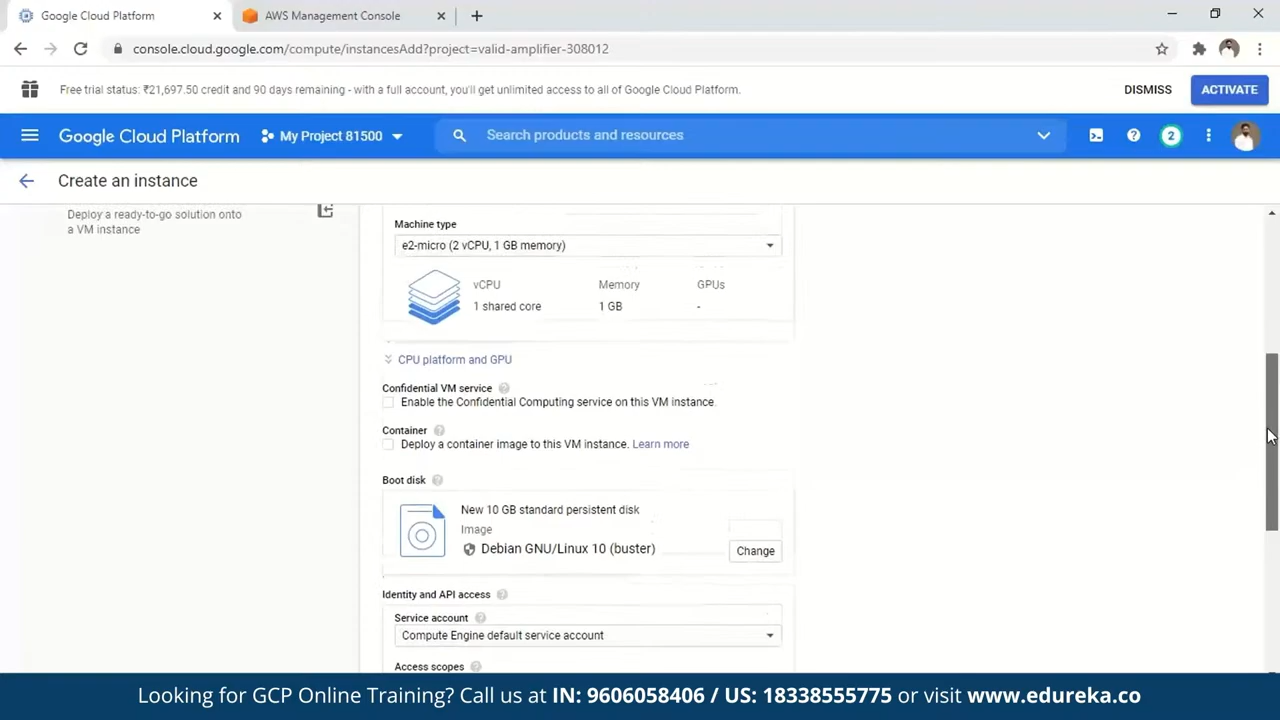 Google Cloud Platform
AWS Management Console
console.cloud.google.com/compute/instancesAdd?project=valid-amplifier-308012
Free trial status: ₹21,697.50 credit and 90 days remaining - with a full account, you'll get unlimited access to all of Google Cloud Platform.
DISMISS
ACTIVATE
Google Cloud Platform
My Project 81500
Search products and resources
2
Create an instance
Deploy a ready-to-go solution onto
a VM instance
Machine type
e2-micro (2 vCPU, 1 GB memory)
vCPU
Memory
GPUs
1 shared core
1 GB
-
CPU platform and GPU
Confidential VM service
Enable the Confidential Computing service on this VM instance.
Container
Deploy a container image to this VM instance. Learn more
Boot disk
New 10 GB standard persistent disk
Image
Debian GNU/Linux 10 (buster)
Change
Identity and API access
Service account
Compute Engine default service account
Access scopes
Looking for GCP Online Training? Call us at IN: 9606058406 / US: 18338555775 or visit www.edureka.co